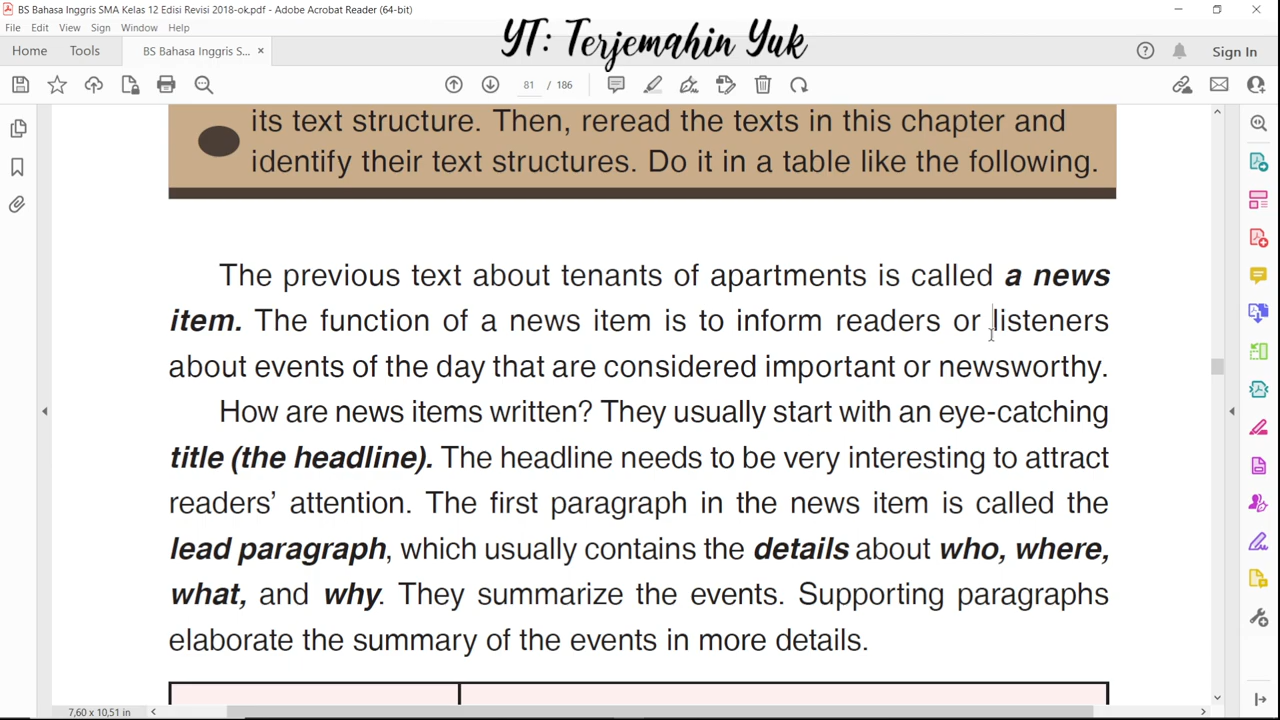 BS Bahasa Inggris SMA Kelas 12 Edisi Revisi 2018-ok.pdf - Adobe Acrobat Reader (64-bit)
YT: Terjemahin Yuk
File Edit View Sign Window Help
Home Tools BS Bahasa Inggris S... × Sign In
81 / 186
its text structure. Then, reread the texts in this chapter and
identify their text structures. Do it in a table like the following.
The previous text about tenants of apartments is called a news
item. The function of a news item is to inform readers or listeners
about events of the day that are considered important or newsworthy.
How are news items written? They usually start with an eye-catching
title (the headline). The headline needs to be very interesting to attract
readers’ attention. The first paragraph in the news item is called the
lead paragraph, which usually contains the details about who, where,
what, and why. They summarize the events. Supporting paragraphs
elaborate the summary of the events in more details.
7,60 x 10,51 in